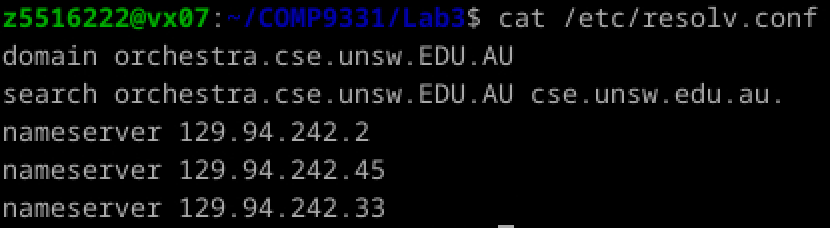 z5516222@vx07:~/COMP9331/Lab3$ cat /etc/resolv.conf
domain orchestra.cse.unsw.EDU.AU
search orchestra.cse.unsw.EDU.AU cse.unsw.edu.au.
nameserver 129.94.242.2
nameserver 129.94.242.45
nameserver 129.94.242.33